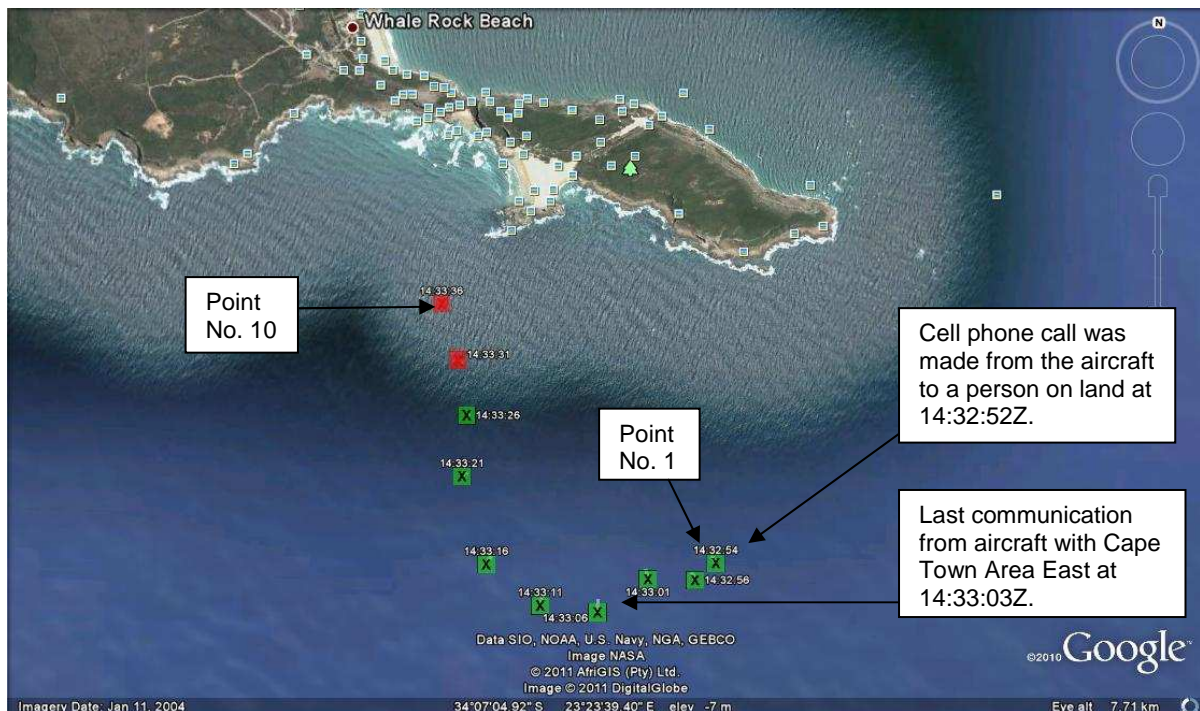 Whale Rock Beach
N
14:33:36
Point
No. 10
14:33:31
Cell phone call was
made from the aircraft
to a person on land at
14:32:52Z.
14:33:26
Point
No. 1
14:33:21
Last communication
from aircraft with Cape
Town Area East at
14:33:03Z.
14:33:16
14:32:54
14:32:56
14:33:01
14:33:11
14:33:06
X
X
X
X
X
X
X
X
X
X
Data SIO, NOAA, U.S. Navy, NGA, GEBCO
Image NASA
© 2011 AfriGIS (Pty) Ltd.
Image © 2011 DigitalGlobe
©2010 Google™
Imagery Date: Jan 11, 2004 34°07'04.92" S 23°23'39.40" E elev -7 m Eye alt 7.71 km